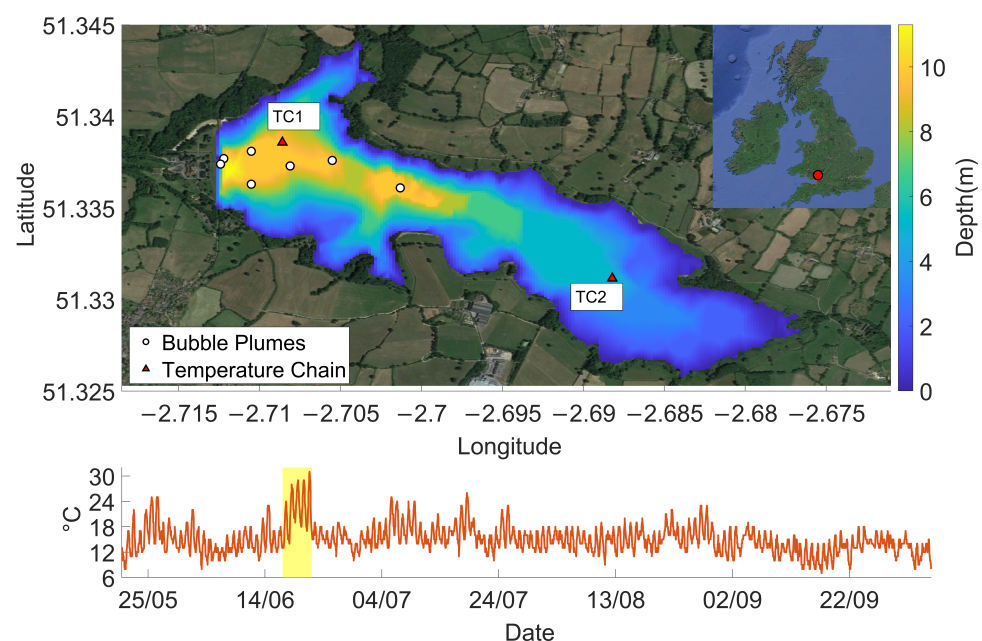 51.345
51.34
51.335
51.33
51.325
Latitude
TC1
TC2
Bubble Plumes
Temperature Chain
−2.715 −2.71 −2.705 −2.7 −2.695 −2.69 −2.685 −2.68 −2.675
Longitude
10
8
6
4
2
0
Depth(m)
30
24
18
12
6
°C
25/05 14/06 04/07 24/07 13/08 02/09 22/09
Date